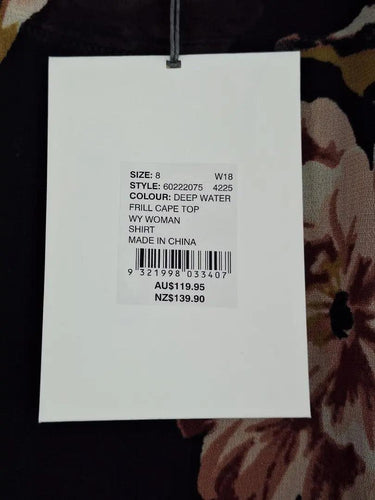 SIZE: 8 W18
STYLE: 60222075 4225
COLOUR: DEEP WATER
FRILL CAPE TOP
WY WOMAN
SHIRT
MADE IN CHINA
9 321998 033407
AU$119.95
NZ$139.90